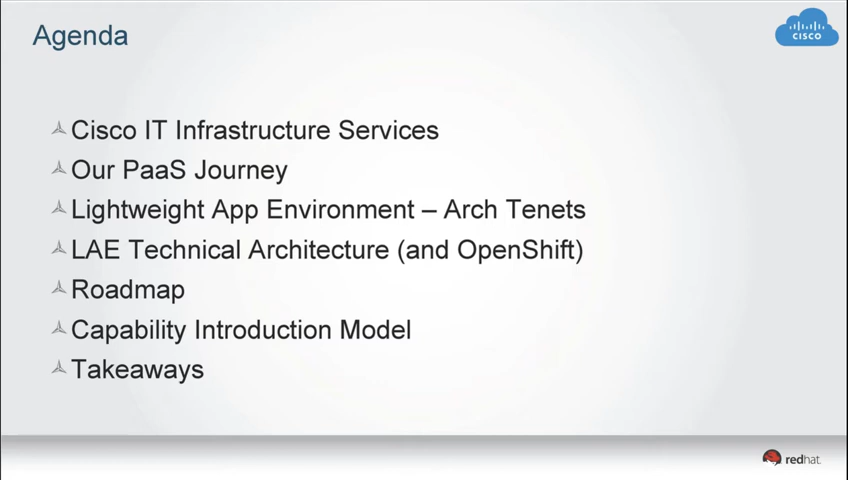 Agenda
CISCO
Cisco IT Infrastructure Services
Our PaaS Journey
Lightweight App Environment – Arch Tenets
LAE Technical Architecture (and OpenShift)
Roadmap
Capability Introduction Model
Takeaways
redhat.